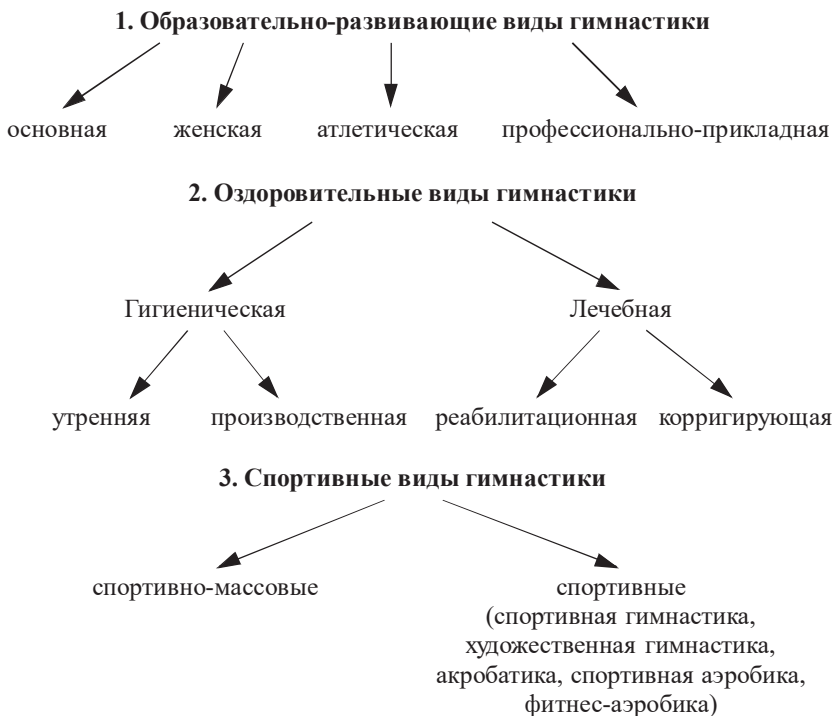 1. Образовательно-развивающие виды гимнастики
основная женская атлетическая профессионально-прикладная
2. Оздоровительные виды гимнастики
Гигиеническая Лечебная
утренняя производственная реабилитационная корригирующая
3. Спортивные виды гимнастики
спортивно-массовые спортивные
(спортивная гимнастика,
художественная гимнастика,
акробатика, спортивная аэробика,
фитнес-аэробика)